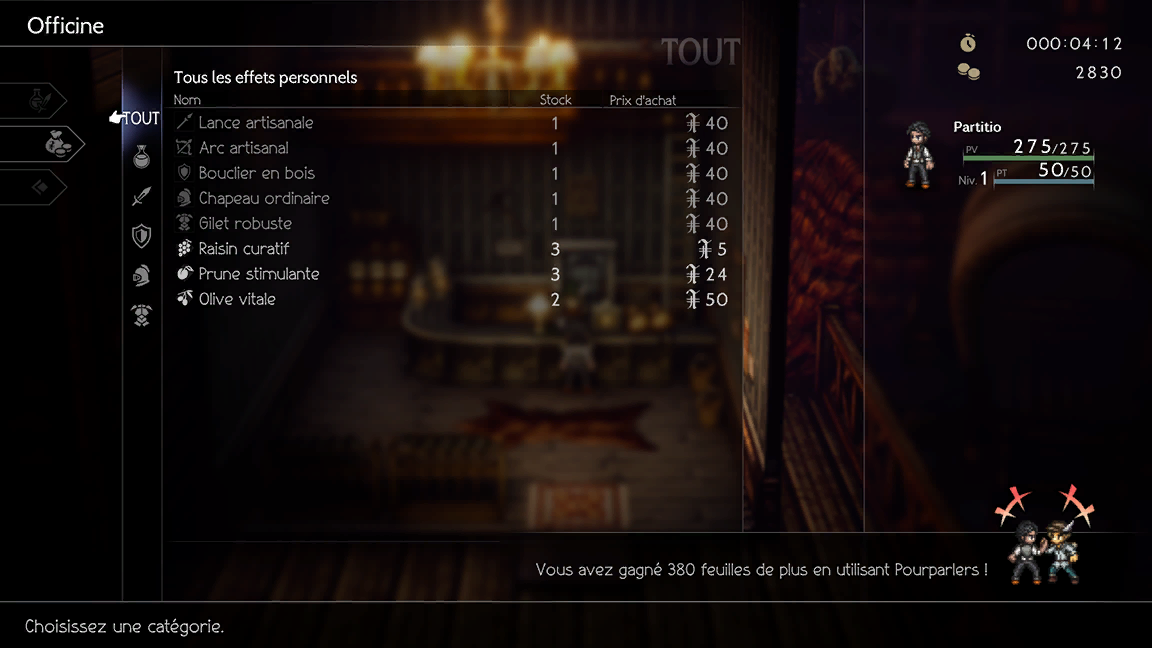 Officine
TOUT
000:04:12
2830
Tous les effets personnels
Nom Stock Prix d'achat
TOUT
Lance artisanale 1 40
Arc artisanal 1 40
Bouclier en bois 1 40
Chapeau ordinaire 1 40
Gilet robuste 1 40
Raisin curatif 3 5
Prune stimulante 3 24
Olive vitale 2 50
Partitio
PV 275/275
Niv. 1 PT 50/50
Vous avez gagné 380 feuilles de plus en utilisant Pourparlers !
Choisissez une catégorie.